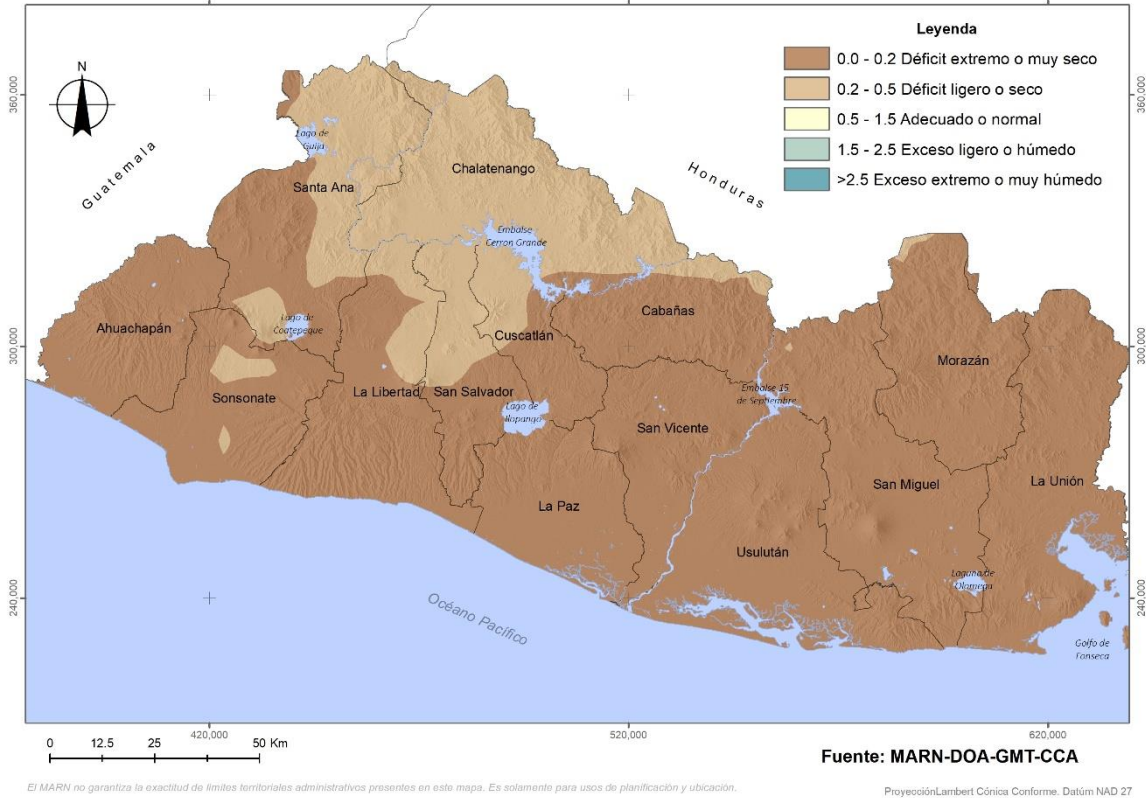 Leyenda
0.0 - 0.2 Déficit extremo o muy seco
0.2 - 0.5 Déficit ligero o seco
0.5 - 1.5 Adecuado o normal
1.5 - 2.5 Exceso ligero o húmedo
>2.5 Exceso extremo o muy húmedo
N
360,000
360,000
Guatemala
Lago de
Guija
Santa Ana
Chalatenango
Honduras
Embalse
Cerron Grande
Ahuachapán
Lago de
Coatepeque
Cuscatlán
Cabañas
300,000
300,000
Morazán
Sonsonate
La Libertad
San Salvador
Embalse 15
de Septiembre
Lago de
Ilopango
San Vicente
San Miguel
La Unión
La Paz
Usulután
Laguna de
Olomega
240,000
240,000
Océano Pacífico
Golfo de
Fonseca
420,000
520,000
620,000
0 12.5 25 50 Km
Fuente: MARN-DOA-GMT-CCA
El MARN no garantiza la exactitud de límites territoriales administrativos presentes en este mapa. Es solamente para usos de planificación y ubicación.
ProyecciónLambert Cónica Conforme. Datúm NAD 27